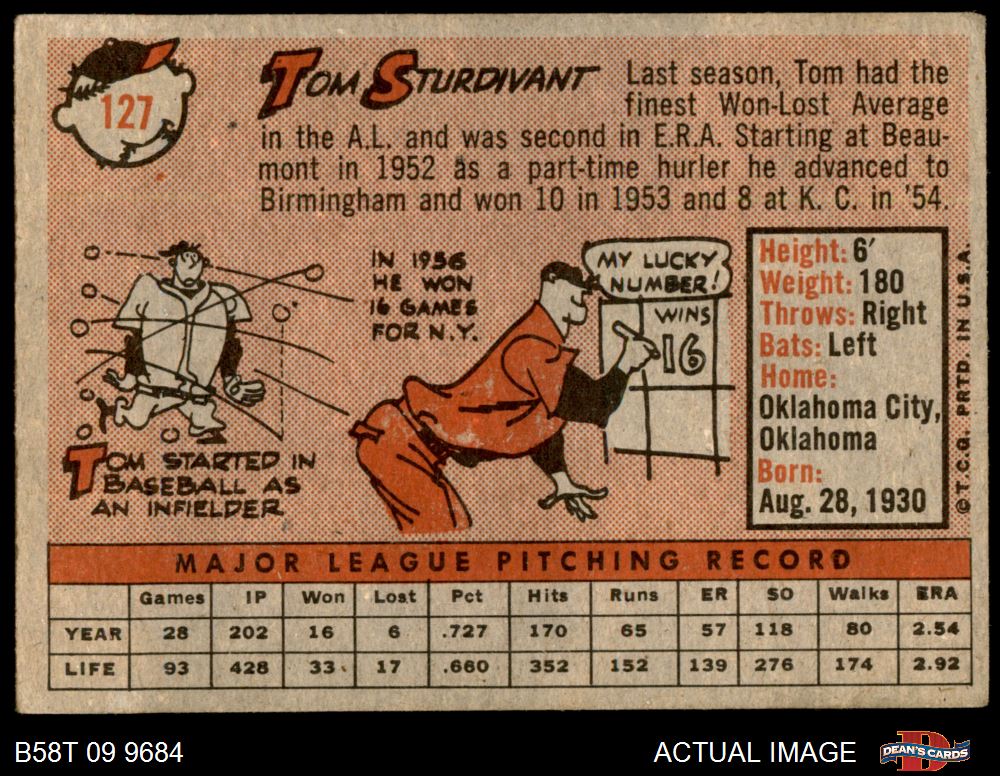 127
TOM STURDIVANT
Last season, Tom had the
finest Won-Lost Average
in the A.L. and was second in E.R.A. Starting at Beau-
mont in 1952 as a part-time hurler he advanced to
Birmingham and won 10 in 1953 and 8 at K. C. in '54.
TOM STARTED IN
BASEBALL AS
AN INFIELDER
IN 1956
HE WON
16 GAMES
FOR N.Y.
MY LUCKY
NUMBER!
WINS
16
Height: 6'
Weight: 180
Throws: Right
Bats: Left
Home:
Oklahoma City,
Oklahoma
Born:
Aug. 28, 1930
©T.C.G. PRTD. IN U.S.A.
MAJOR LEAGUE PITCHING RECORD
Games IP Won Lost Pct Hits Runs ER SO Walks ERA
YEAR 28 202 16 6 .727 170 65 57 118 80 2.54
LIFE 93 428 33 17 .660 352 152 139 276 174 2.92
B58T 09 9684
ACTUAL IMAGE
DEAN'S CARDS